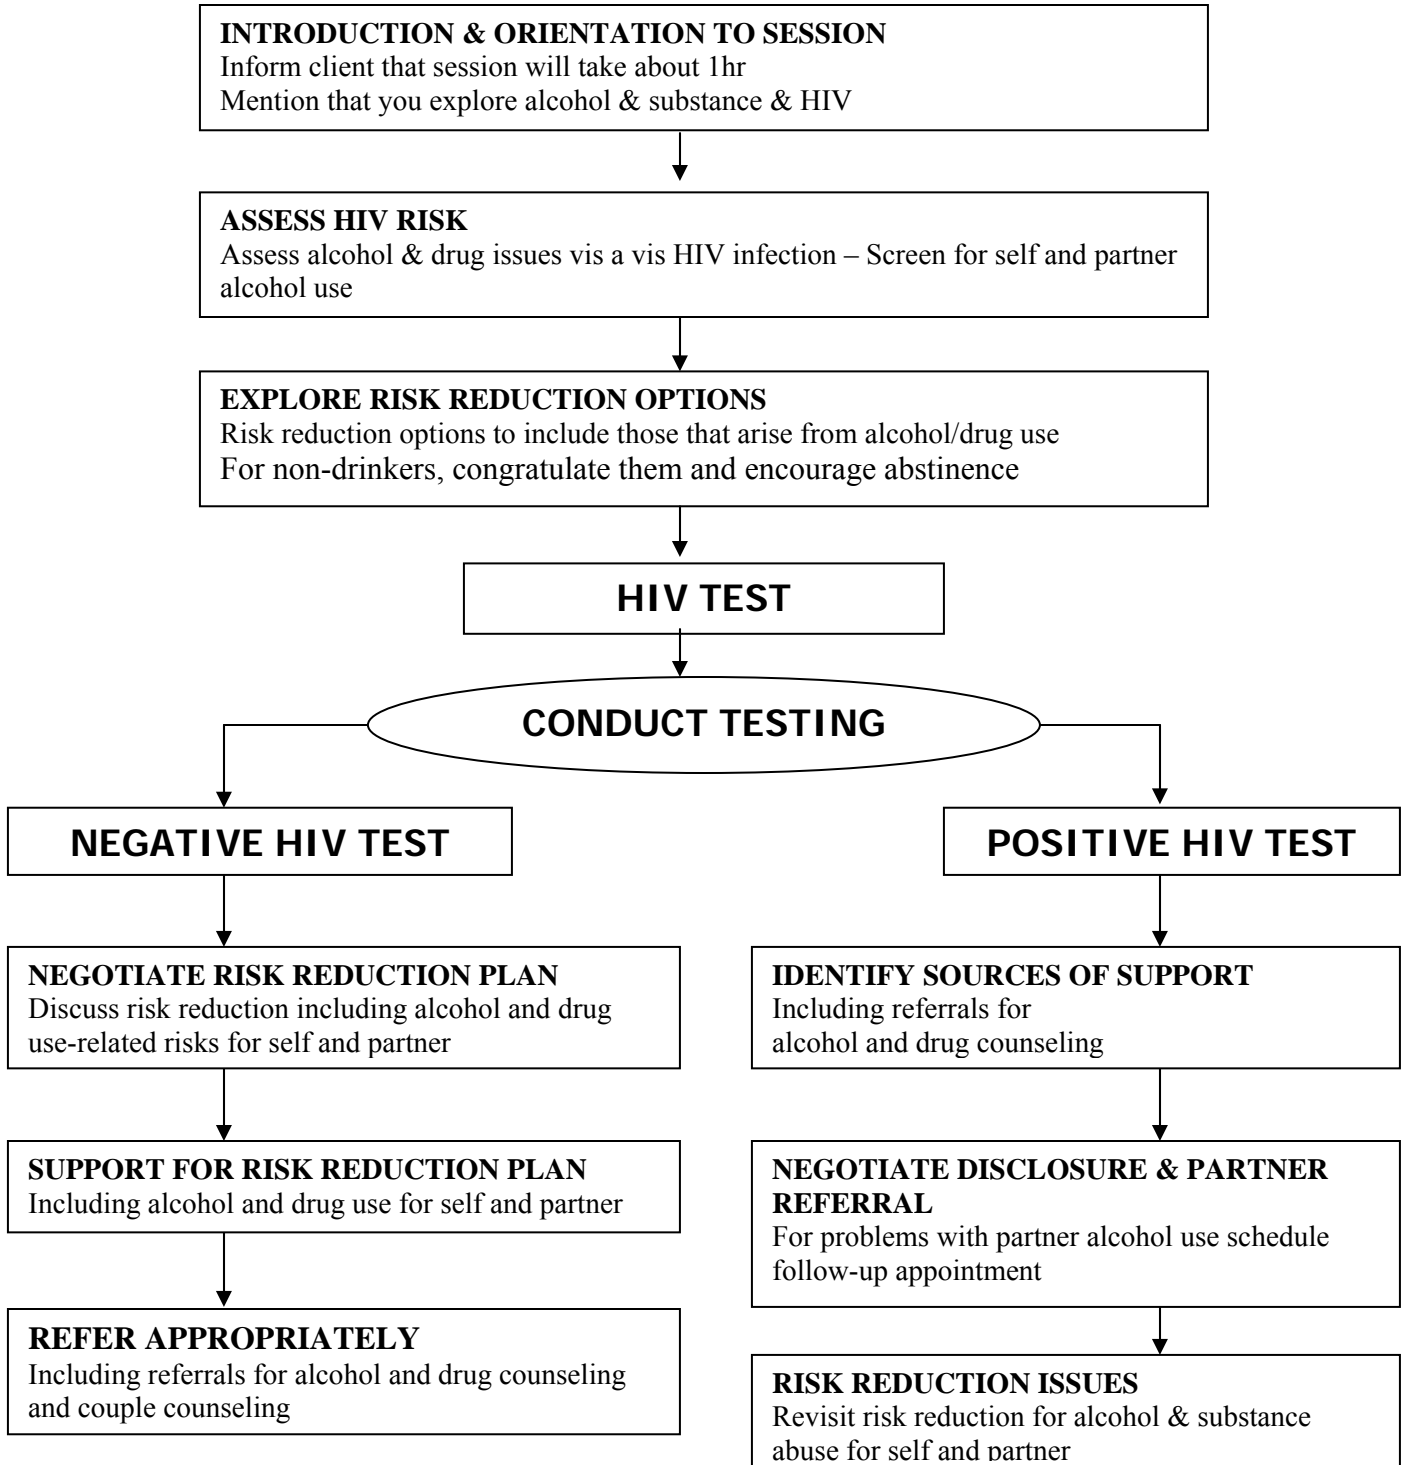 INTRODUCTION & ORIENTATION TO SESSION
Inform client that session will take about 1hr
Mention that you explore alcohol & substance & HIV
ASSESS HIV RISK
Assess alcohol & drug issues vis a vis HIV infection – Screen for self and partner
alcohol use
EXPLORE RISK REDUCTION OPTIONS
Risk reduction options to include those that arise from alcohol/drug use
For non-drinkers, congratulate them and encourage abstinence
HIV TEST
CONDUCT TESTING
NEGATIVE HIV TEST
NEGOTIATE RISK REDUCTION PLAN
Discuss risk reduction including alcohol and drug
use-related risks for self and partner
SUPPORT FOR RISK REDUCTION PLAN
Including alcohol and drug use for self and partner
REFER APPROPRIATELY
Including referrals for alcohol and drug counseling
and couple counseling
POSITIVE HIV TEST
IDENTIFY SOURCES OF SUPPORT
Including referrals for
alcohol and drug counseling
NEGOTIATE DISCLOSURE & PARTNER
REFERRAL
For problems with partner alcohol use schedule
follow-up appointment
RISK REDUCTION ISSUES
Revisit risk reduction for alcohol & substance
abuse for self and partner